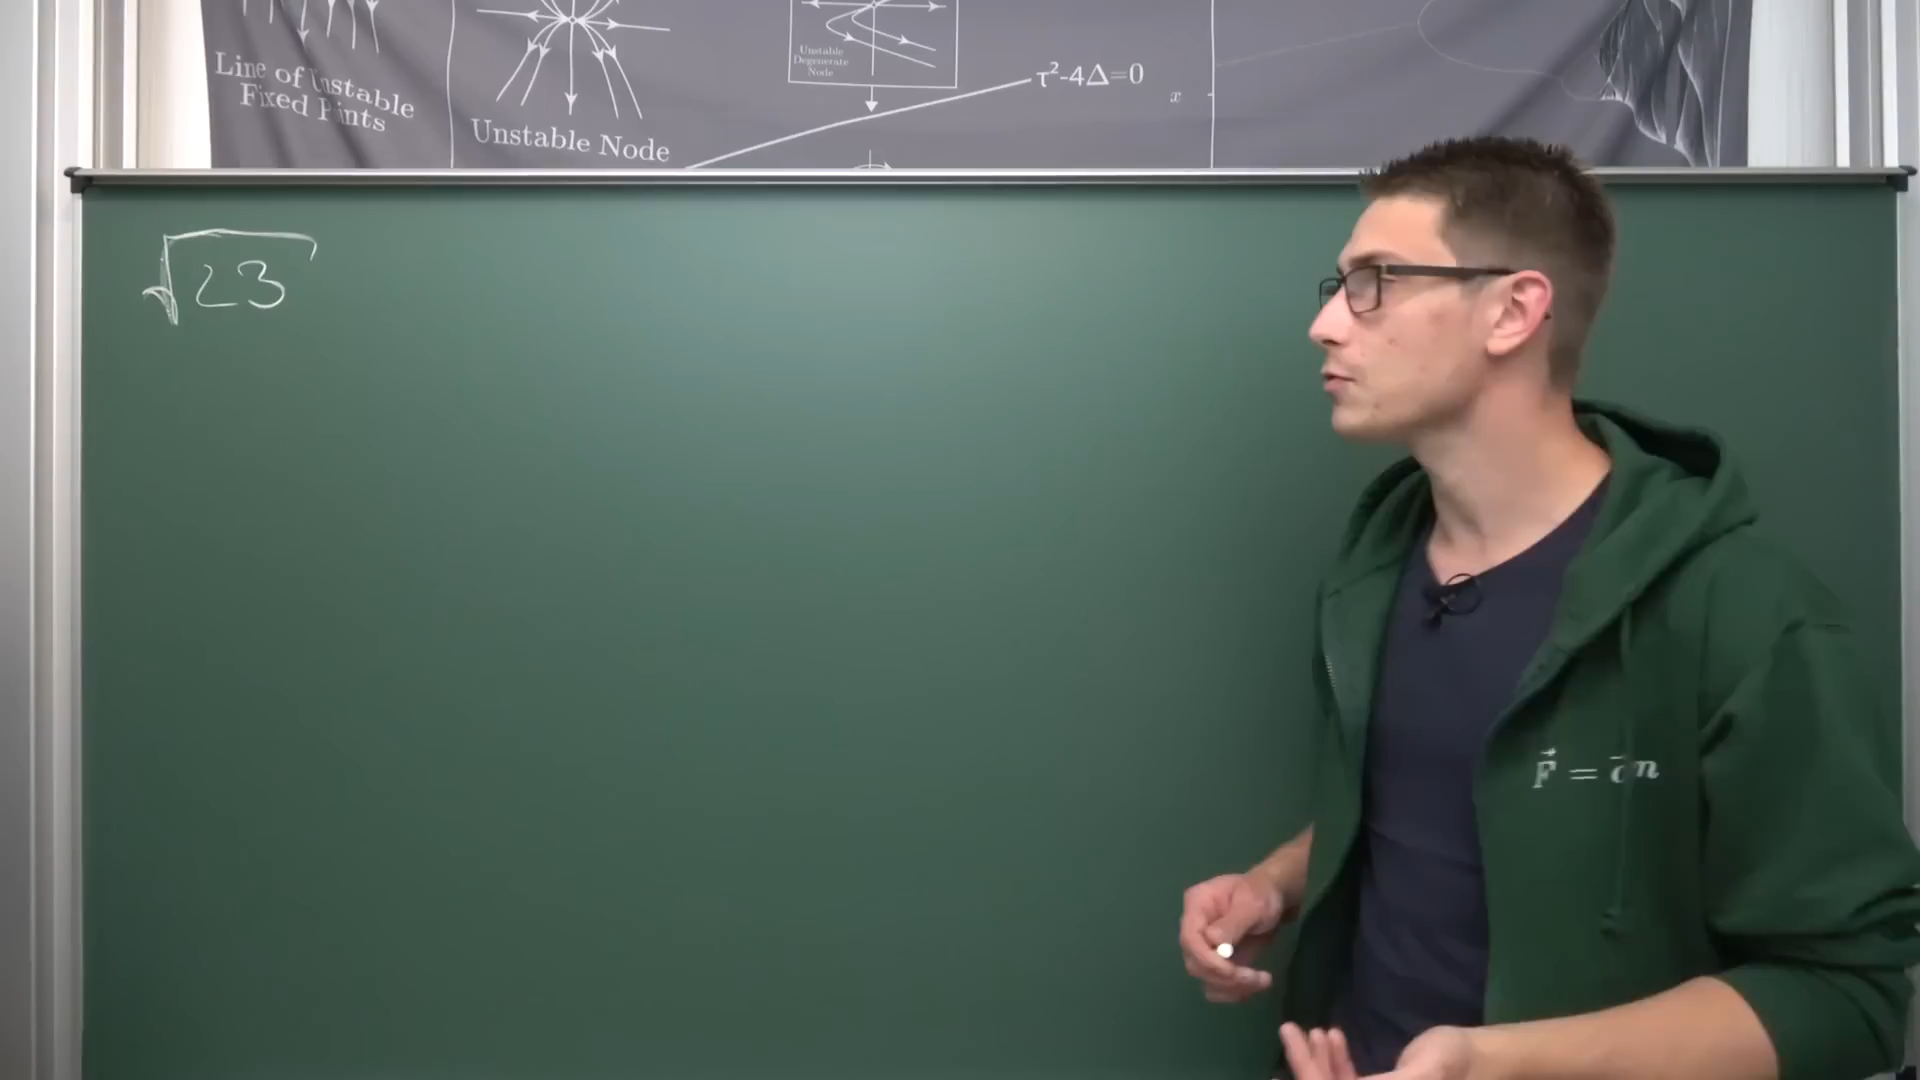 Line of Unstable
Fixed Points
Unstable Node
Unstable
Degenerate
Node
τ²-4Δ=0
x
√23
F⃗ = a⃗m